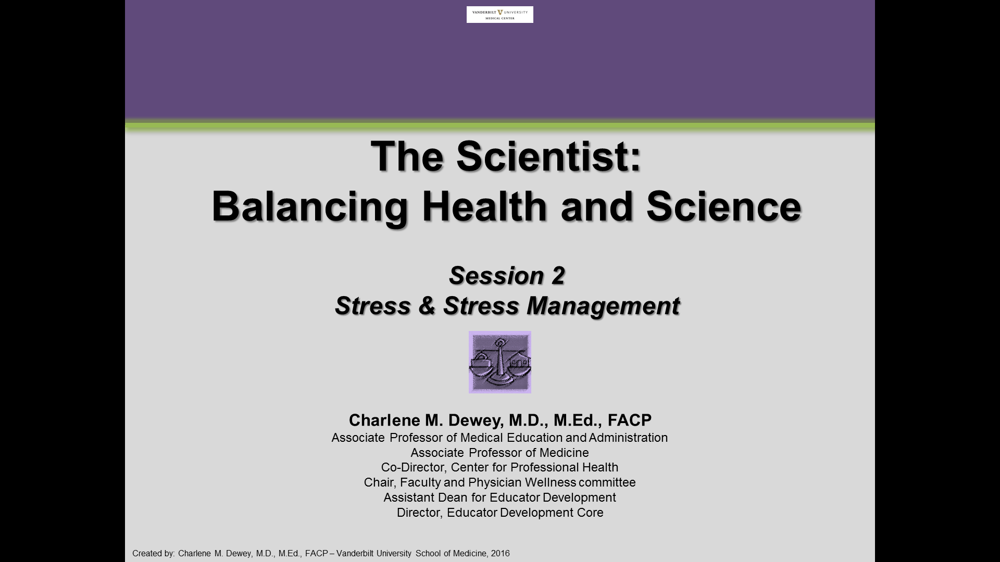 VANDERBILT V UNIVERSITY
MEDICAL CENTER
The Scientist:
Balancing Health and Science
Session 2
Stress & Stress Management
Charlene M. Dewey, M.D., M.Ed., FACP
Associate Professor of Medical Education and Administration
Associate Professor of Medicine
Co-Director, Center for Professional Health
Chair, Faculty and Physician Wellness committee
Assistant Dean for Educator Development
Director, Educator Development Core
Created by: Charlene M. Dewey, M.D., M.Ed., FACP – Vanderbilt University School of Medicine, 2016